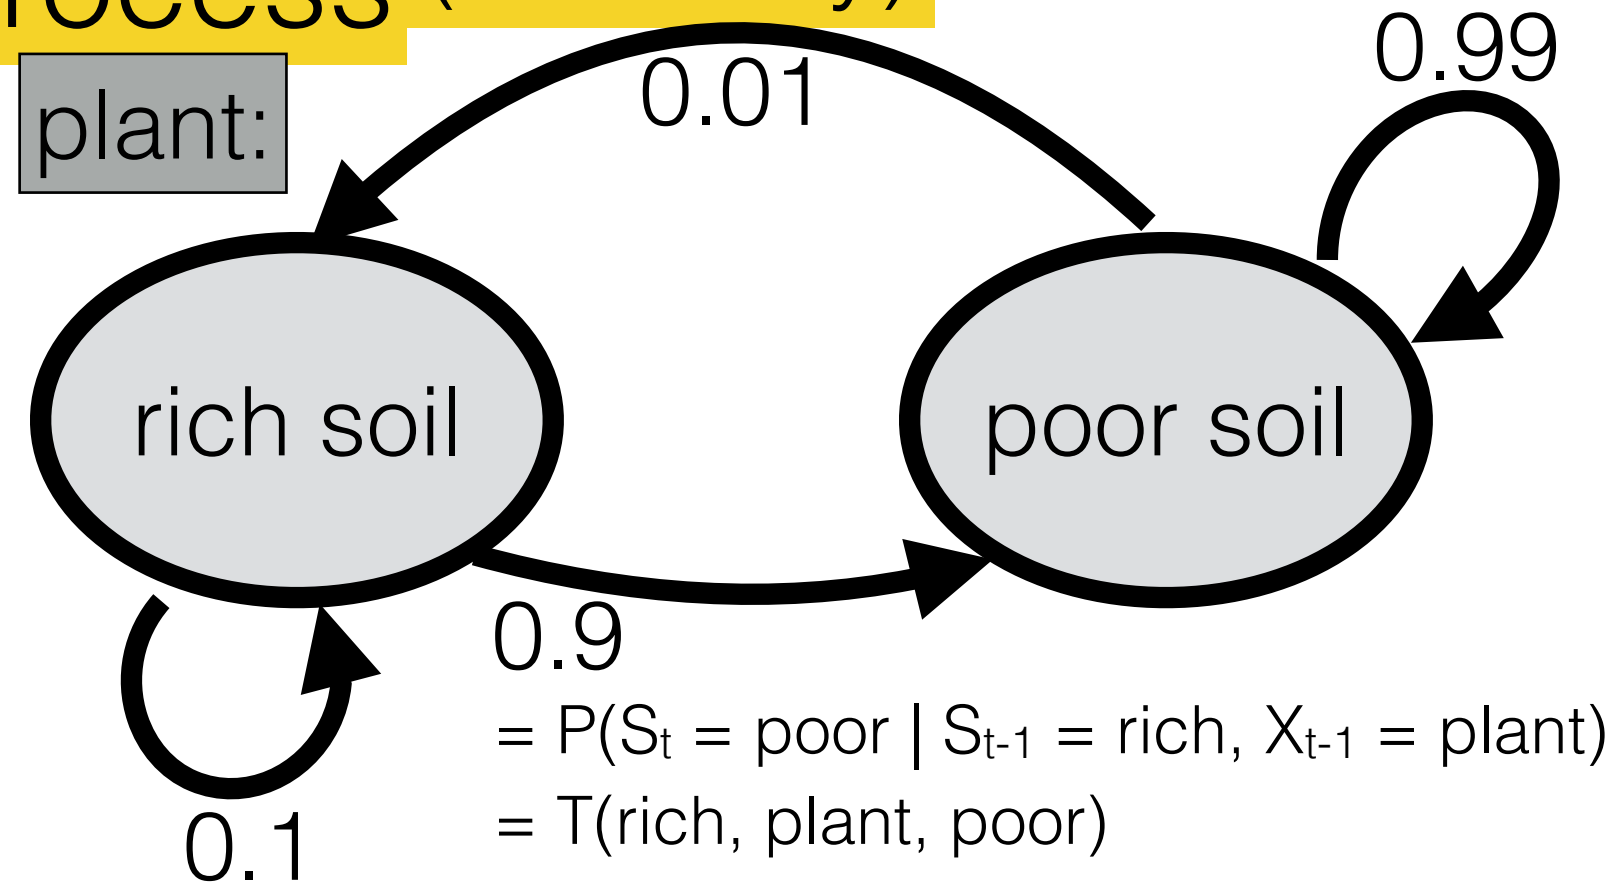 plant:
0.01
0.99
rich soil
poor soil
0.9
= P(Sₜ = poor | Sₜ₋₁ = rich, Xₜ₋₁ = plant)
= T(rich, plant, poor)
0.1